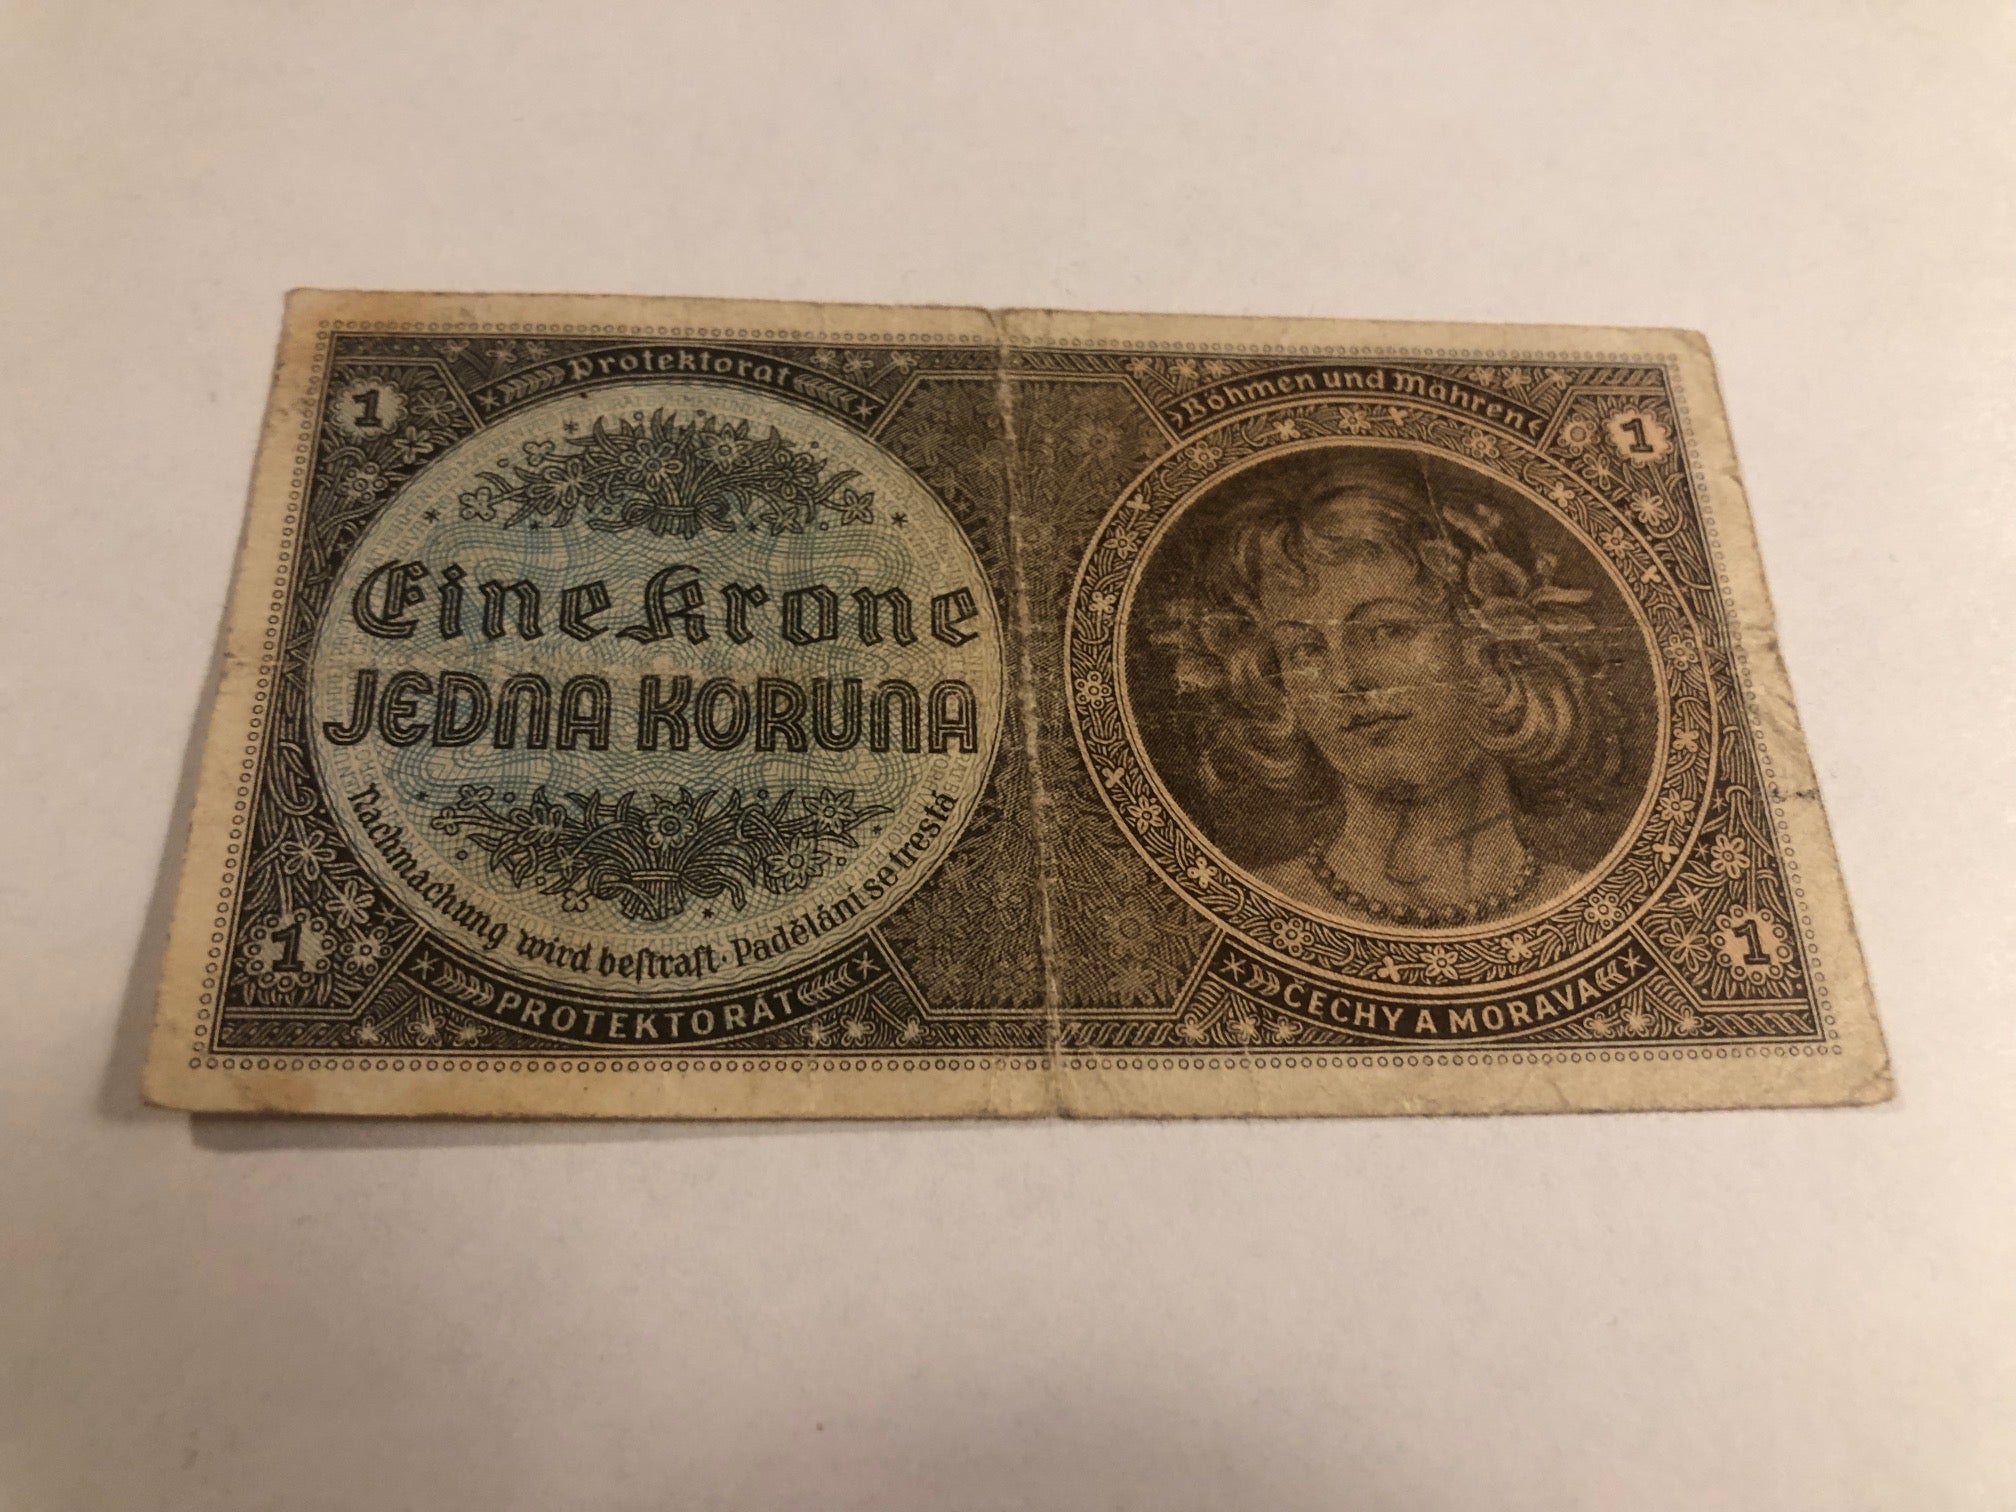 Protektorat
Böhmen und Mähren
1
1
Eine Krone
JEDNA KORUNA
Nachmachung wird bestraft · Padělání se trestá
1
1
PROTEKTORÁT
ČECHY A MORAVA